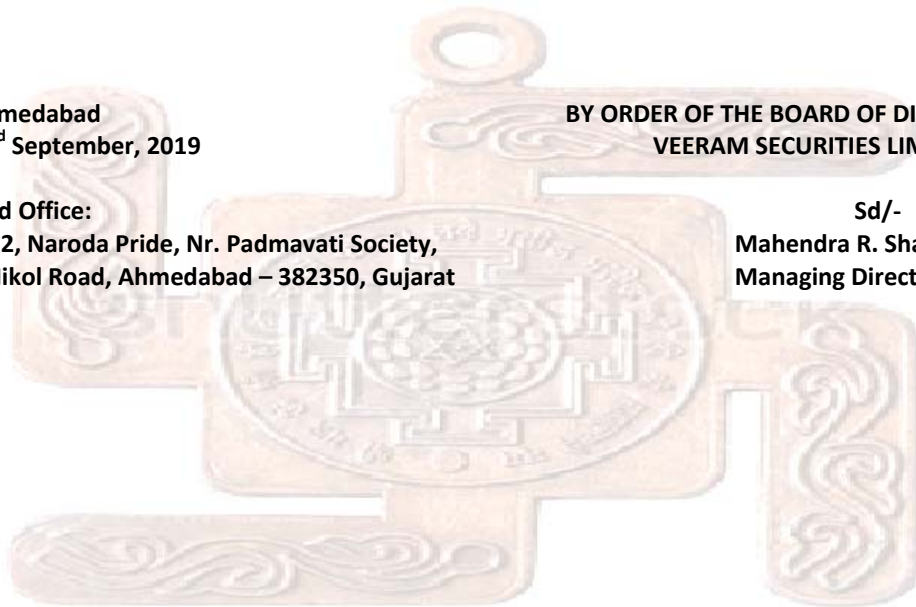 medabad
BY ORDER OF THE BOARD OF DI
d September, 2019
VEERAM SECURITIES LIM
d Office:
Sd/-
2, Naroda Pride, Nr. Padmavati Society,
Mahendra R. Sha
ikol Road, Ahmedabad – 382350, Gujarat
Managing Direct